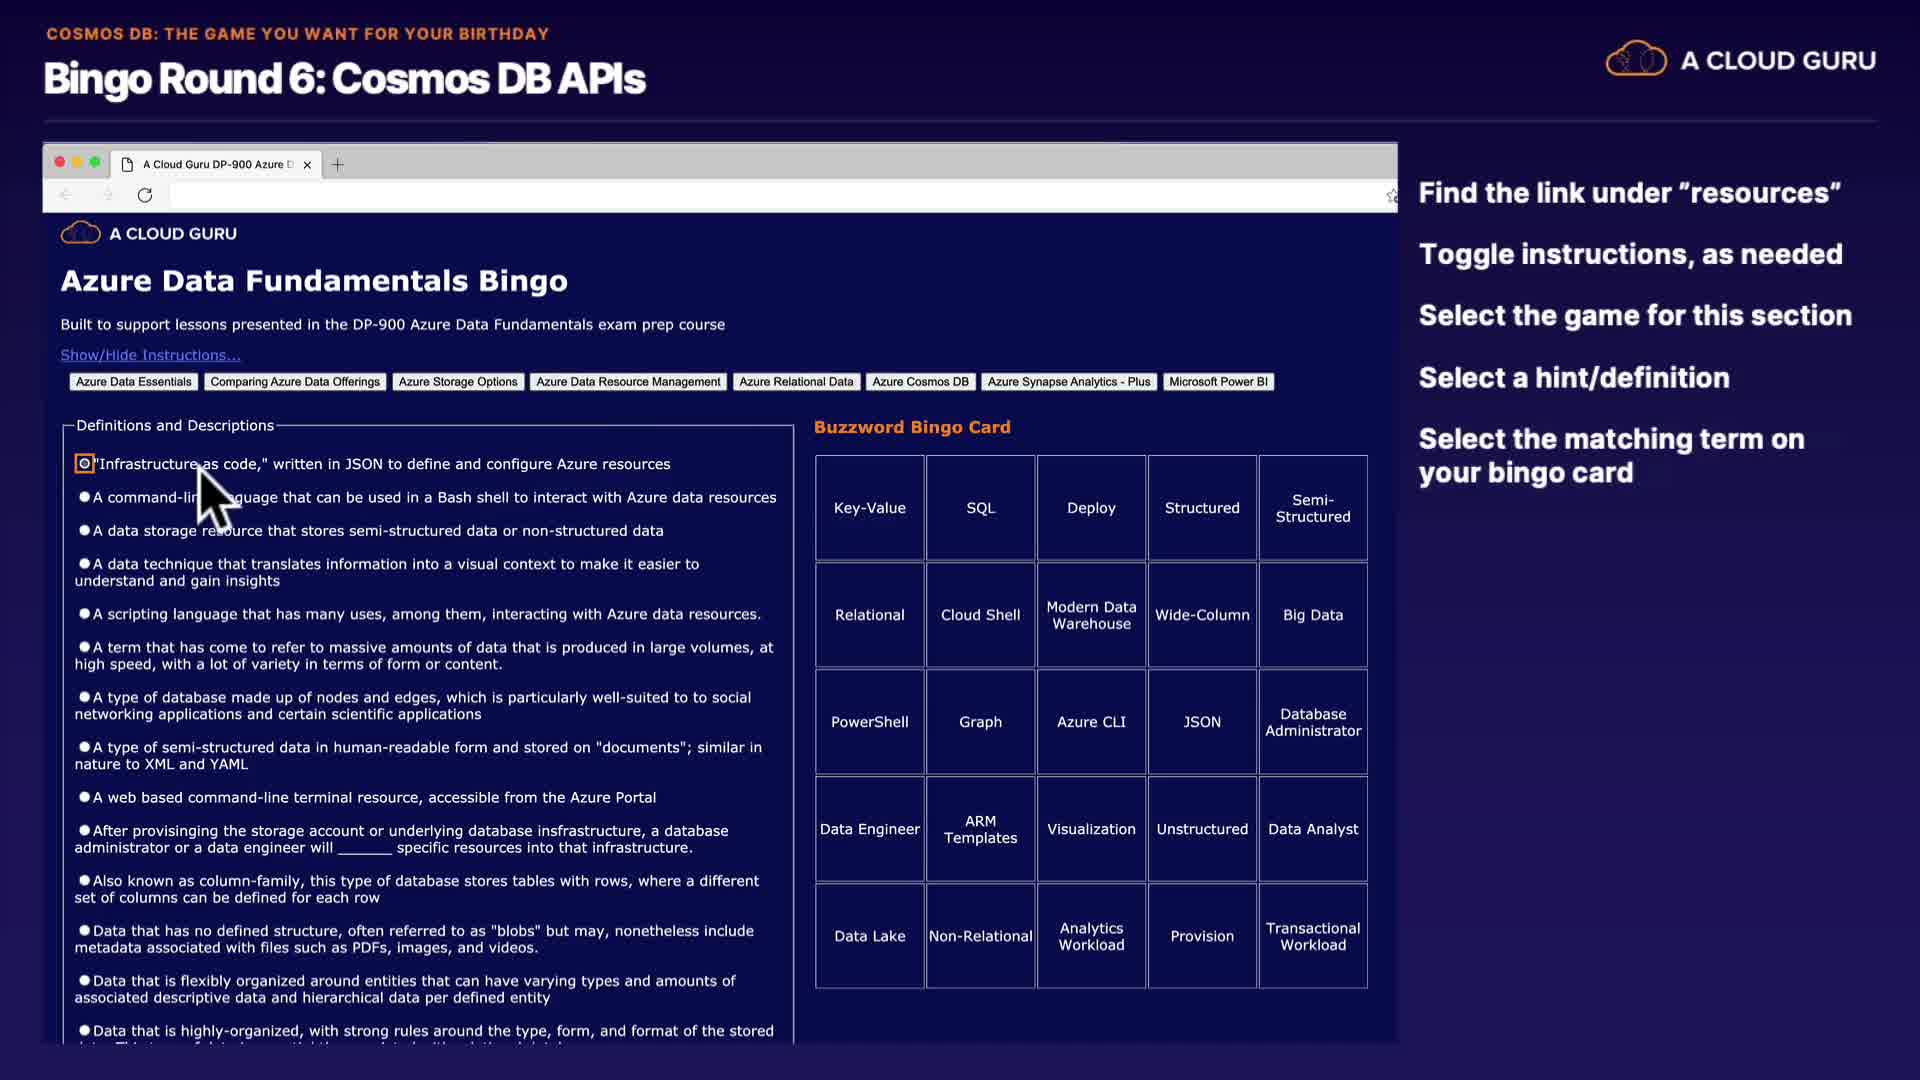 COSMOS DB: THE GAME YOU WANT FOR YOUR BIRTHDAY
Bingo Round 6: Cosmos DB APIs
A CLOUD GURU
A Cloud Guru DP-900 Azure D
A CLOUD GURU
Azure Data Fundamentals Bingo
Built to support lessons presented in the DP-900 Azure Data Fundamentals exam prep course
Show/Hide Instructions...
Azure Data Essentials
Comparing Azure Data Offerings
Azure Storage Options
Azure Data Resource Management
Azure Relational Data
Azure Cosmos DB
Azure Synapse Analytics - Plus
Microsoft Power BI
Definitions and Descriptions
"Infrastructure as code," written in JSON to define and configure Azure resources
A command-line language that can be used in a Bash shell to interact with Azure data resources
A data storage resource that stores semi-structured data or non-structured data
A data technique that translates information into a visual context to make it easier to
understand and gain insights
A scripting language that has many uses, among them, interacting with Azure data resources.
A term that has come to refer to massive amounts of data that is produced in large volumes, at
high speed, with a lot of variety in terms of form or content.
A type of database made up of nodes and edges, which is particularly well-suited to to social
networking applications and certain scientific applications
A type of semi-structured data in human-readable form and stored on "documents"; similar in
nature to XML and YAML
A web based command-line terminal resource, accessible from the Azure Portal
After provisinging the storage account or underlying database insfrastructure, a database
administrator or a data engineer will _______ specific resources into that infrastructure.
Also known as column-family, this type of database stores tables with rows, where a different
set of columns can be defined for each row
Data that has no defined structure, often referred to as "blobs" but may, nonetheless include
metadata associated with files such as PDFs, images, and videos.
Data that is flexibly organized around entities that can have varying types and amounts of
associated descriptive data and hierarchical data per defined entity
Data that is highly-organized, with strong rules around the type, form, and format of the stored
Buzzword Bingo Card
Key-Value
SQL
Deploy
Structured
Semi-
Structured
Relational
Cloud Shell
Modern Data
Warehouse
Wide-Column
Big Data
PowerShell
Graph
Azure CLI
JSON
Database
Administrator
Data Engineer
ARM
Templates
Visualization
Unstructured
Data Analyst
Data Lake
Non-Relational
Analytics
Workload
Provision
Transactional
Workload
Find the link under "resources"
Toggle instructions, as needed
Select the game for this section
Select a hint/definition
Select the matching term on
your bingo card